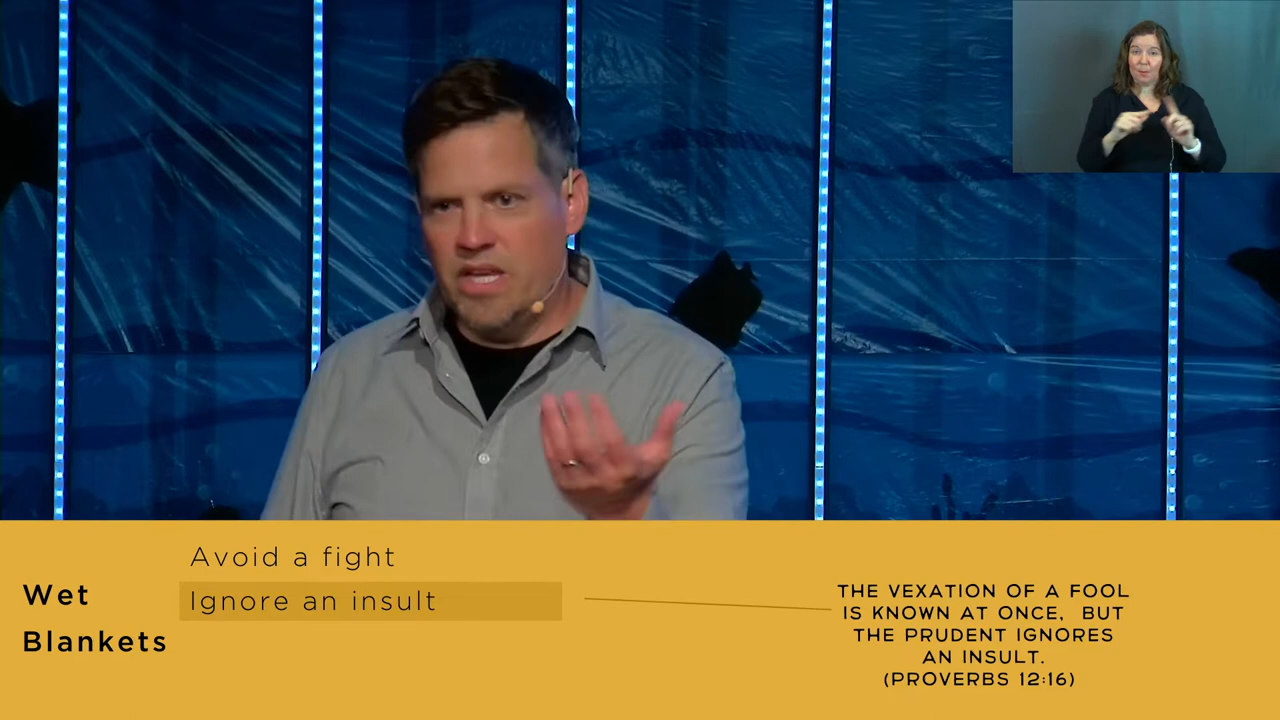 Wet
Blankets
Avoid a fight
Ignore an insult
THE VEXATION OF A FOOL
IS KNOWN AT ONCE, BUT
THE PRUDENT IGNORES
AN INSULT.
(PROVERBS 12:16)